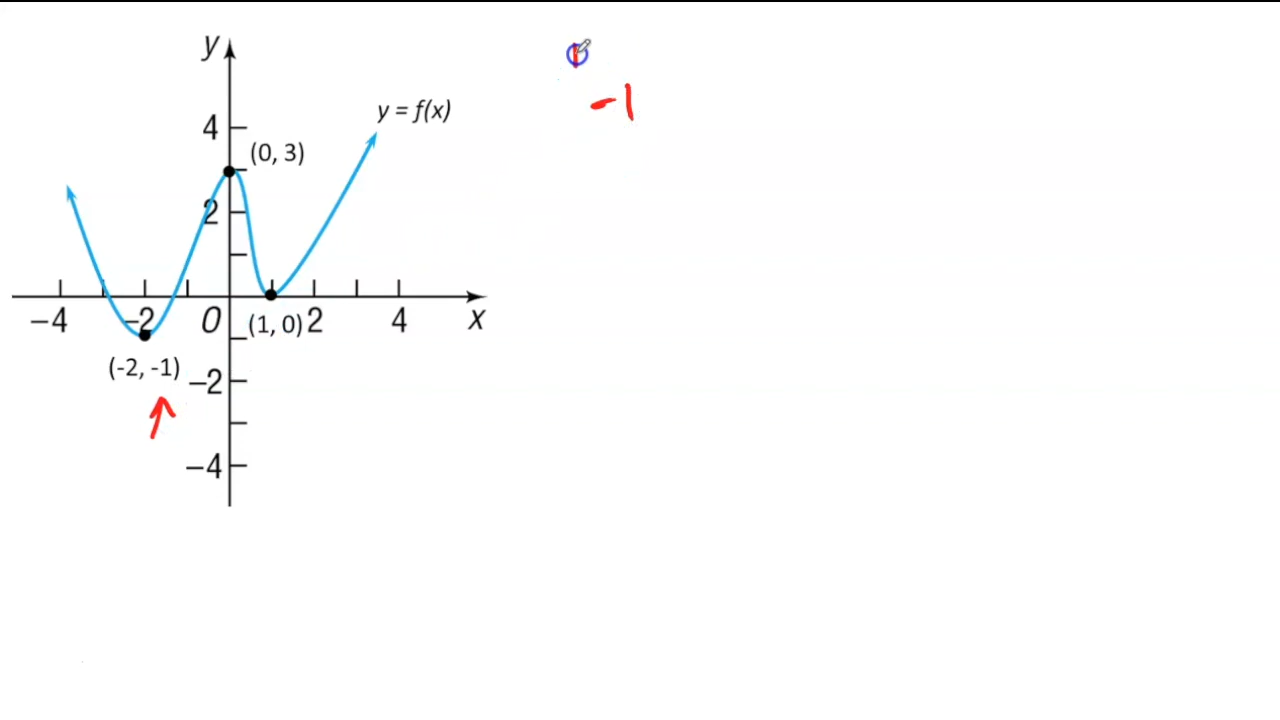 y
y = f(x)
4
(0, 3)
2
−4 −2 0 (1, 0) 2 4 x
(-2, -1)
−2
−4
-1